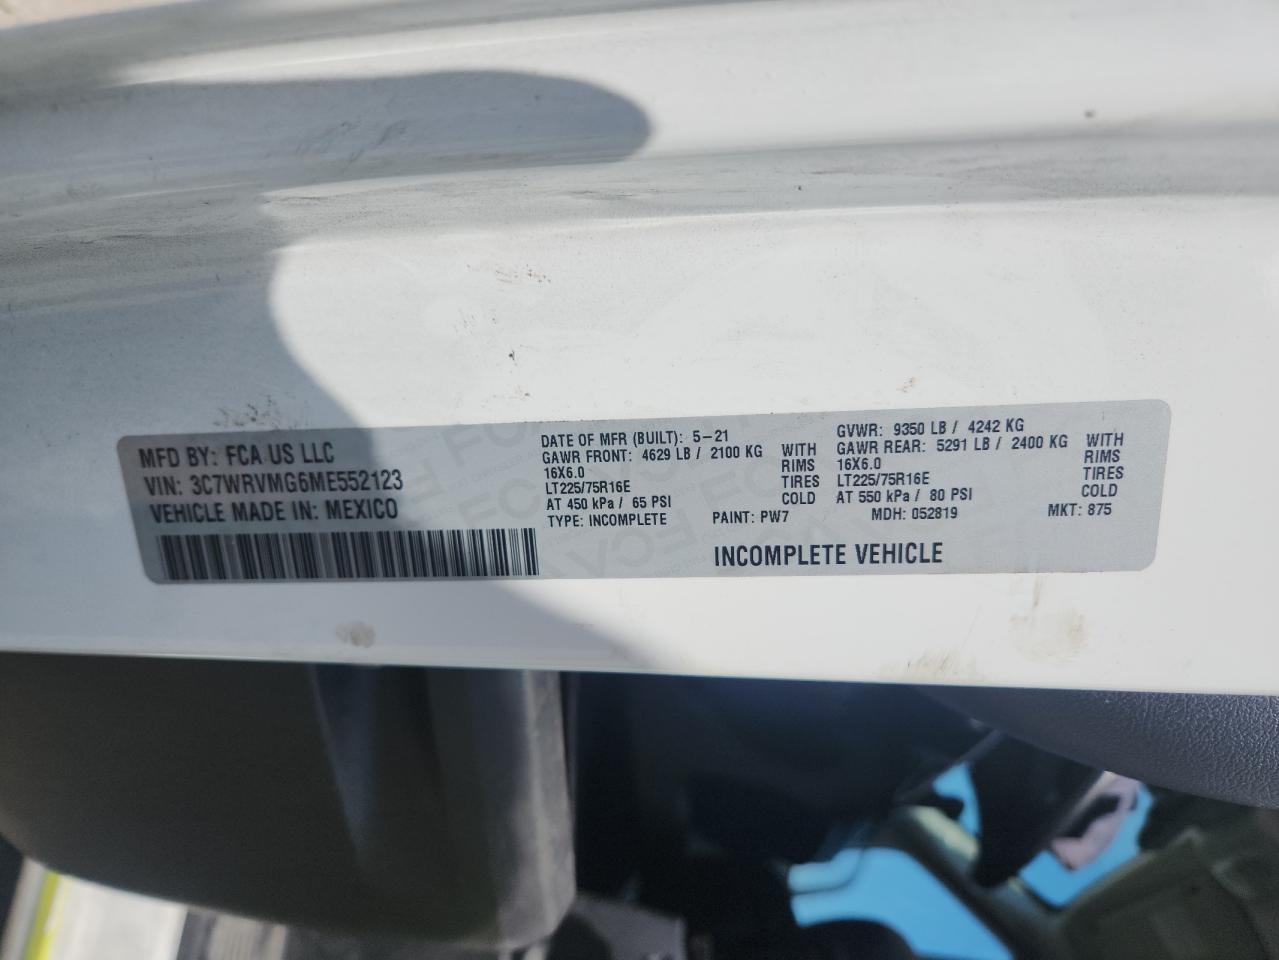 MFD BY: FCA US LLC
VIN: 3C7WRVMG6ME552123
VEHICLE MADE IN: MEXICO
DATE OF MFR (BUILT): 5-21
GAWR FRONT: 4629 LB / 2100 KG WITH
16X6.0 RIMS
LT225/75R16E TIRES
AT 450 kPa / 65 PSI COLD
TYPE: INCOMPLETE
GVWR: 9350 LB / 4242 KG
GAWR REAR: 5291 LB / 2400 KG WITH
16X6.0 RIMS
LT225/75R16E TIRES
AT 550 kPa / 80 PSI COLD
PAINT: PW7 MDH: 052819 MKT: 875
INCOMPLETE VEHICLE